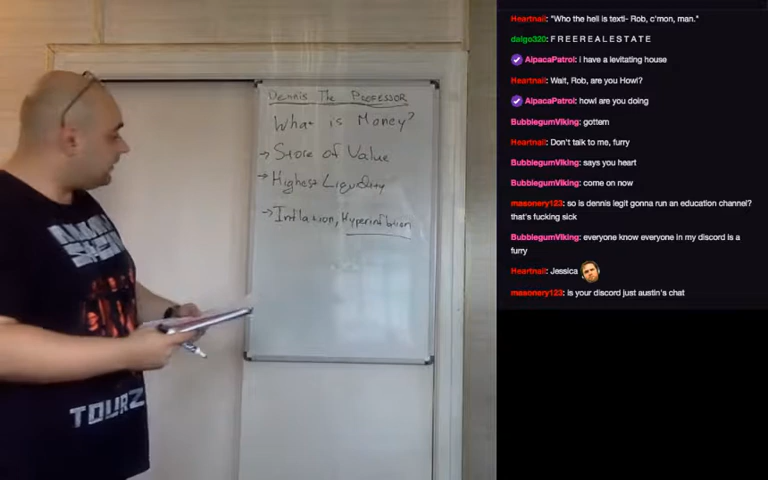 Dennis The Professor
What is Money?
→ Store of Value
→ Highest Liquidity
→ Inflation, Hyperinflation
TOURZ
Heartnail: "Who the hell is texti- Rob, c'mon, man."
dalgo320: F R E E R E A L E S T A T E
AlpacaPatrol: i have a levitating house
Heartnail: Wait, Rob, are you Howl?
AlpacaPatrol: howl are you doing
BubblegumViking: gottem
Heartnail: Don't talk to me, furry
BubblegumViking: says you heart
BubblegumViking: come on now
masonery123: so is dennis legit gonna run an education channel?
that's fucking sick
BubblegumViking: everyone know everyone in my discord is a
furry
Heartnail: Jessica
masonery123: is your discord just austin's chat